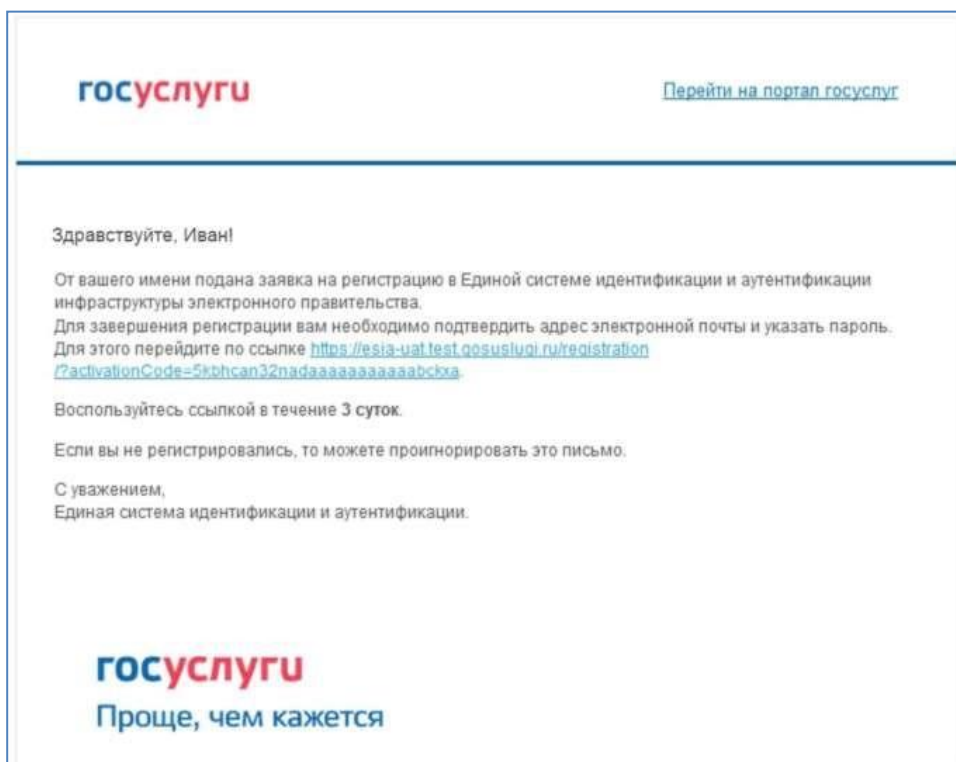 госуслуги
Перейти на портал госуслуг
Здравствуйте, Иван!
От вашего имени подана заявка на регистрацию в Единой системе идентификации и аутентификации
инфраструктуры электронного правительства.
Для завершения регистрации вам необходимо подтвердить адрес электронной почты и указать пароль.
Для этого перейдите по ссылке https://esia-uat.test.gosuslugi.ru/registration
/?activationCode=5kbhcan32nadaaaaaaaaaaabckxa.
Воспользуйтесь ссылкой в течение 3 суток.
Если вы не регистрировались, то можете проигнорировать это письмо.
С уважением,
Единая система идентификации и аутентификации.
госуслуги
Проще, чем кажется